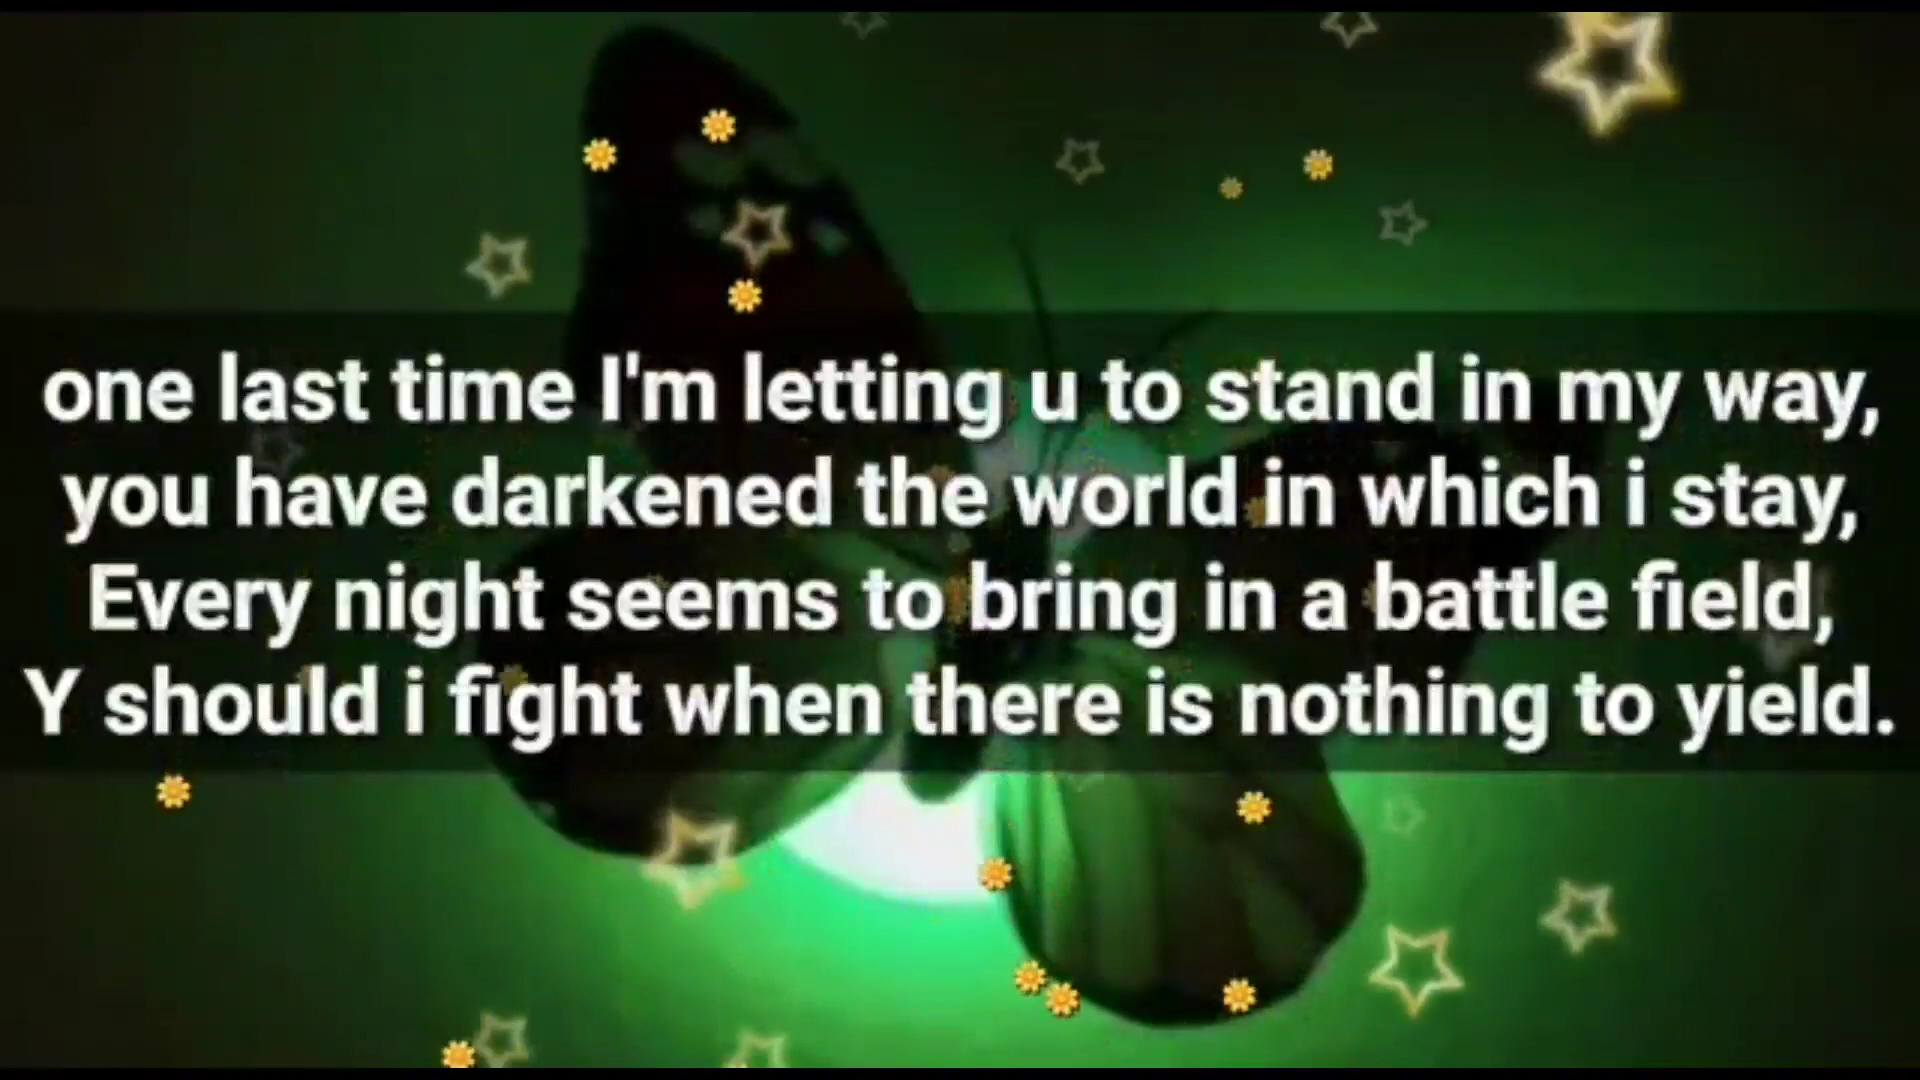 one last time I'm letting u to stand in my way,
you have darkened the world in which i stay,
Every night seems to bring in a battle field,
Y should i fight when there is nothing to yield.